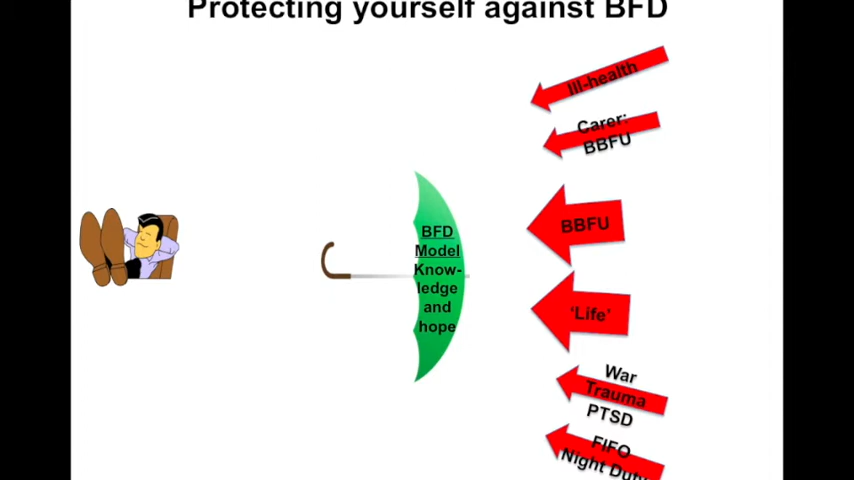 Protecting yourself against BFD
Ill-health
Carer:
BBFU
BBFU
BFD
Model
Know-
ledge
and
hope
‘Life’
War
Trauma
PTSD
FIFO
Night Duty